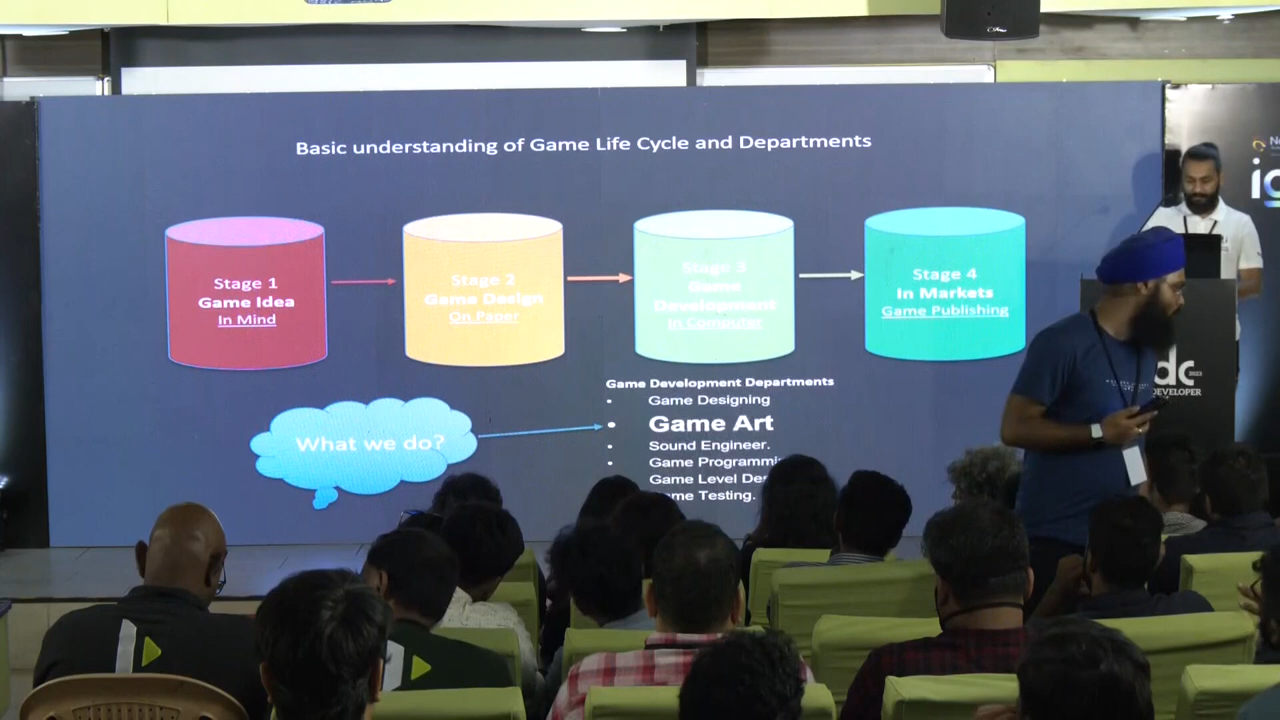 Basic understanding of Game Life Cycle and Departments
Stage 1
Game Idea
In Mind
Stage 2
Game Design
On Paper
Stage 3
Game
Development
In Computer
Stage 4
In Markets
Game Publishing
What we do?
Game Development Departments
• Game Designing
• Game Art
• Sound Engineer.
• Game Programmi
Game Level Des
me Testing.
dc
2023
DEVELOPER